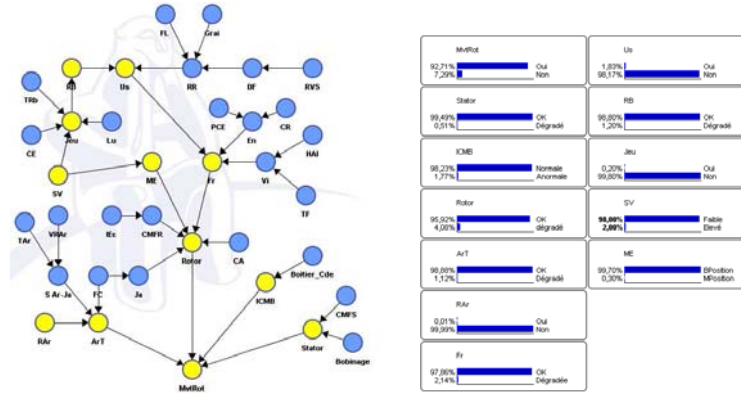 FL
Grai
RB
Us
RR
DF
RVS
TRb
PCE
CR
En
CE
Jeu
Lu
HAI
SV
ME
Fr
Vi
TF
TAr
VRAr
IEc
CMFR
Rotor
CA
S Ar-Ja
FC
Ja
Boitier_Cde
ICMB
CMFS
RAr
ArT
Stator
Bobinage
MvtRot
MvtRot
92,71% Oui
7,29% Non
Stator
99,49% OK
0,51% Dégradé
ICMB
98,23% Normale
1,77% Anormale
Rotor
95,92% OK
4,08% dégradé
ArT
98,88% OK
1,12% Dégradé
RAr
0,01% Oui
99,99% Non
Fr
97,86% OK
2,14% Dégradée
Us
1,83% Oui
98,17% Non
RB
98,80% OK
1,20% Dégradé
Jeu
0,20% Oui
99,80% Non
SV
98,00% Faible
2,00% Elevé
ME
99,70% BPosition
0,30% MPosition